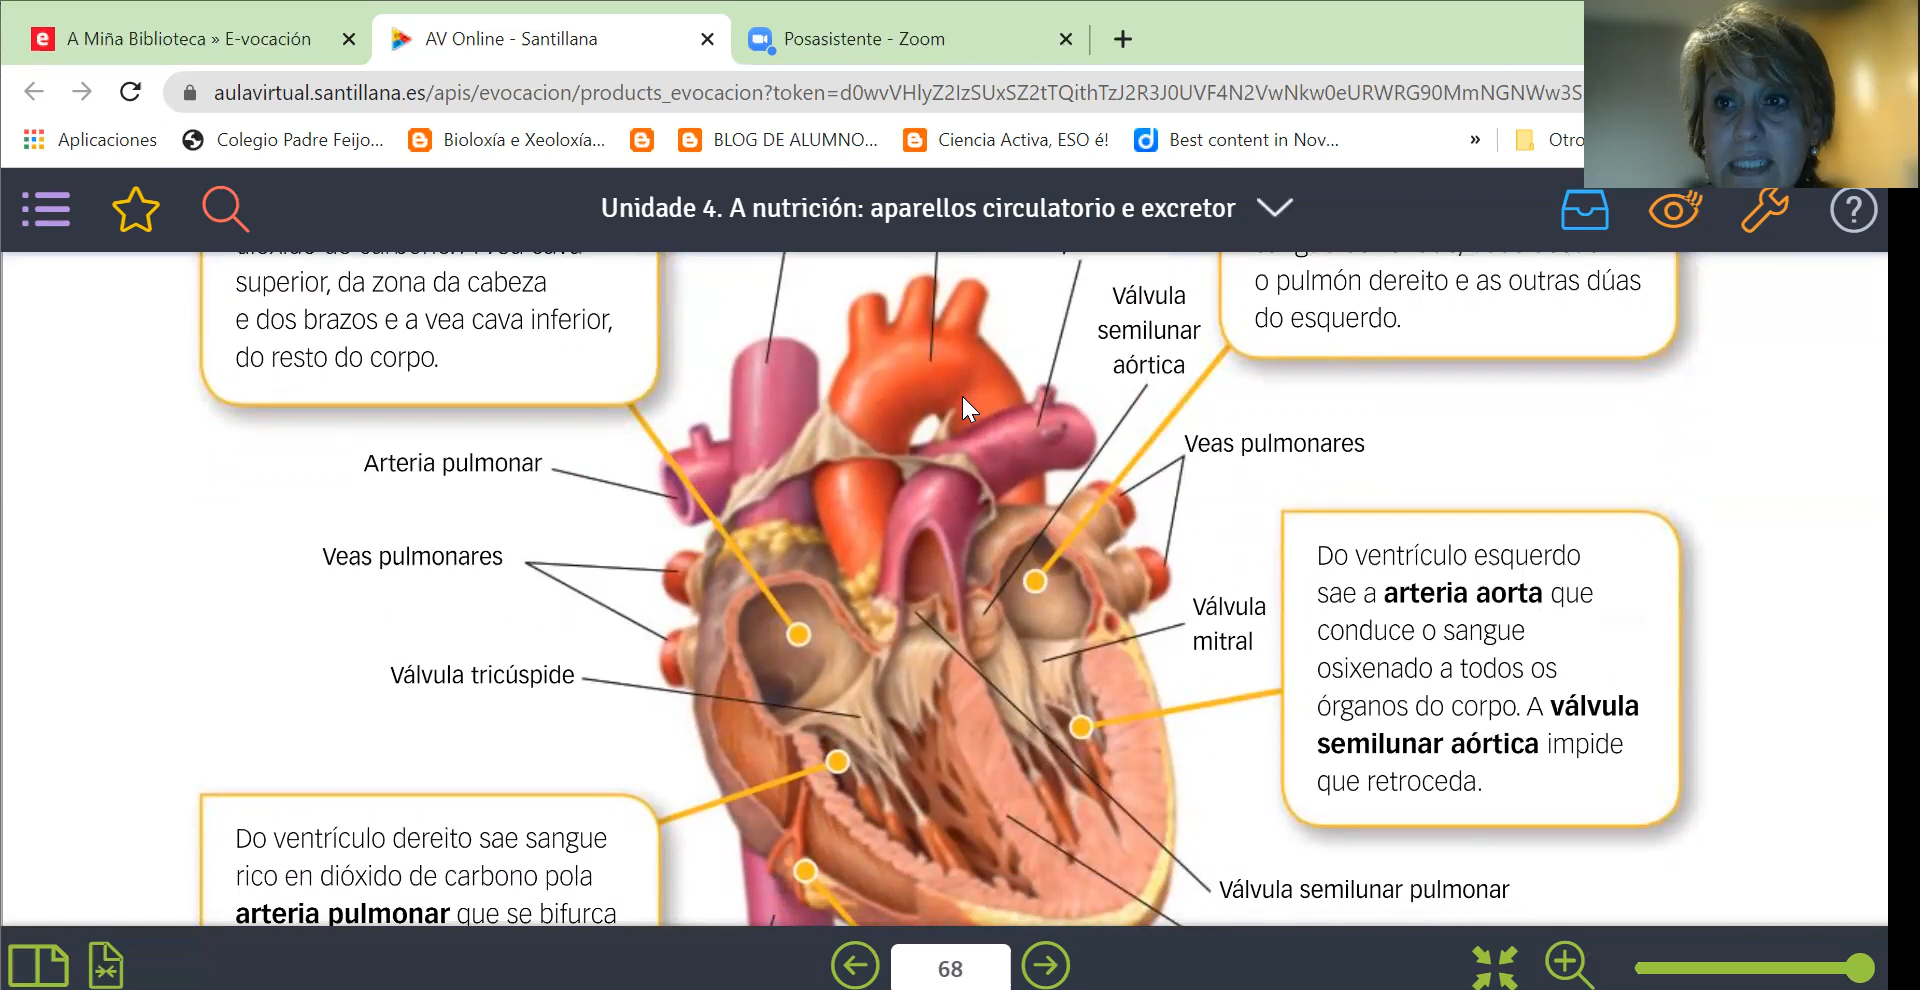 A Miña Biblioteca » E-vocación
AV Online - Santillana
Posasistente - Zoom
aulavirtual.santillana.es/apis/evocacion/products_evocacion?token=d0wvVHlyZ2IzSUxSZ2tTQithTzJ2R3J0UVF4N2VwNkw0eURWRG90MmNGNWw3S
Aplicaciones
Colegio Padre Feijo...
Bioloxía e Xeoloxía...
BLOG DE ALUMNO...
Ciencia Activa, ESO é!
Best content in Nov...
»
Otro
Unidade 4. A nutrición: aparellos circulatorio e excretor
superior, da zona da cabeza
e dos brazos e a vea cava inferior,
do resto do corpo.
Válvula
semilunar
aórtica
o pulmón dereito e as outras dúas
do esquerdo.
Arteria pulmonar
Veas pulmonares
Veas pulmonares
Válvula
mitral
Válvula tricúspide
Do ventrículo esquerdo
sae a arteria aorta que
conduce o sangue
osixenado a todos os
órganos do corpo. A válvula
semilunar aórtica impide
que retroceda.
Do ventrículo dereito sae sangue
rico en dióxido de carbono pola
arteria pulmonar que se bifurca
Válvula semilunar pulmonar
68